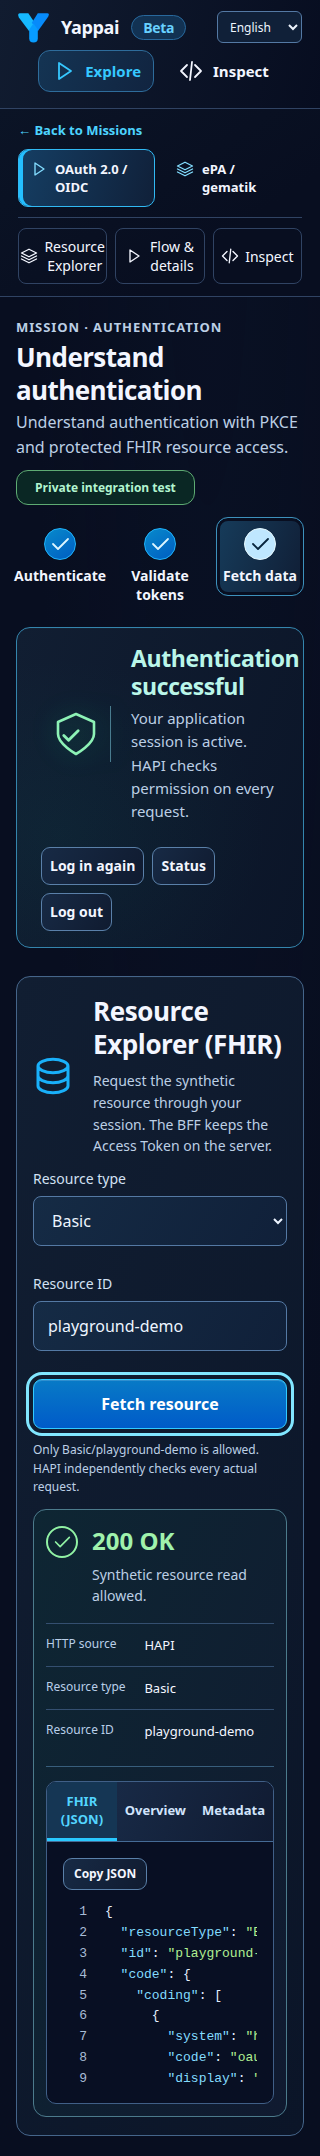 Yappai
Beta
English
Explore
Inspect
← Back to Missions
OAuth 2.0 /
OIDC
ePA /
gematik
Resource
Explorer
Flow &
details
Inspect
MISSION · AUTHENTICATION
Understand
authentication
Understand authentication with PKCE
and protected FHIR resource access.
Private integration test
Authenticate
Validate
tokens
Fetch data
Authentication
successful
Your application
session is active.
HAPI checks
permission on every
request.
Log in again
Status
Log out
Resource
Explorer (FHIR)
Request the synthetic
resource through your
session. The BFF keeps the
Access Token on the server.
Resource type
Basic
Resource ID
playground-demo
Fetch resource
Only Basic/playground-demo is allowed.
HAPI independently checks every actual
request.
200 OK
Synthetic resource read
allowed.
HTTP source HAPI
Resource type Basic
Resource ID playground-demo
FHIR
(JSON)
Overview
Metadata
Copy JSON
1 {
2 "resourceType": "
3 "id": "playground-
4 "code": {
5 "coding": [
6 {
7 "system": "
8 "code": "oau
9 "display": "